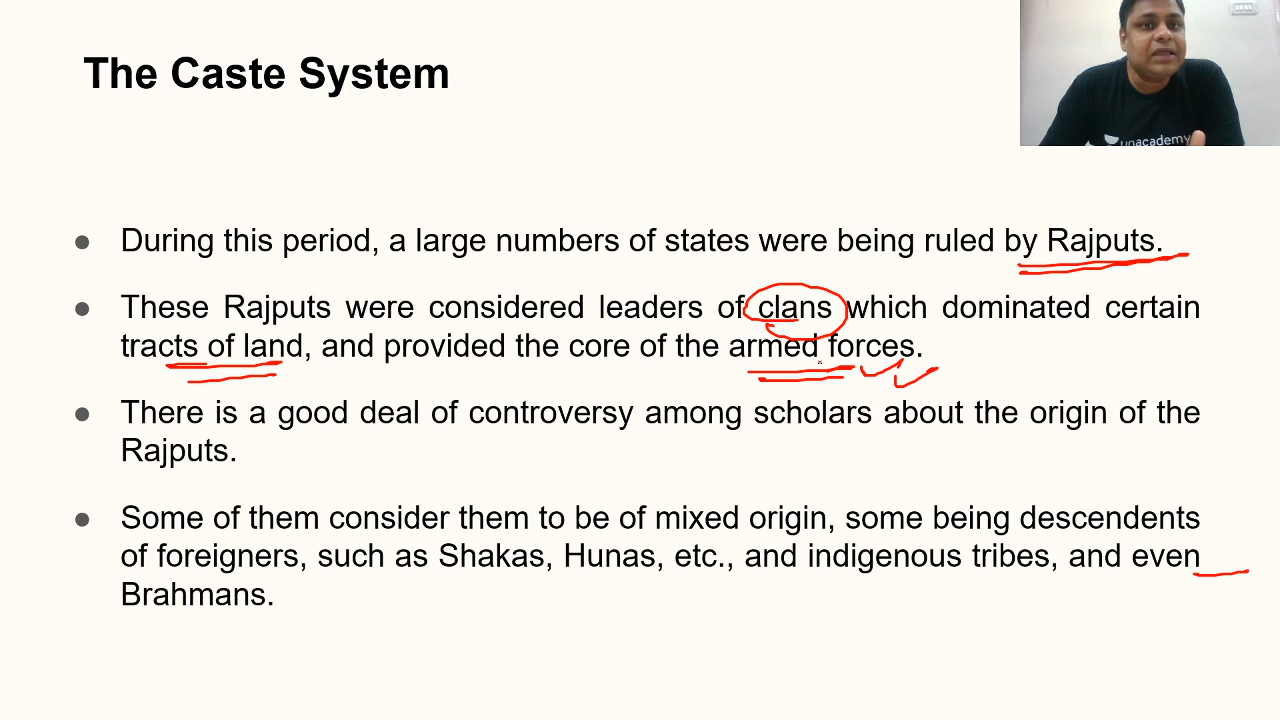 The Caste System
unacademy
● During this period, a large numbers of states were being ruled by Rajputs.
● These Rajputs were considered leaders of clans which dominated certain
tracts of land, and provided the core of the armed forces.
● There is a good deal of controversy among scholars about the origin of the
Rajputs.
● Some of them consider them to be of mixed origin, some being descendents
of foreigners, such as Shakas, Hunas, etc., and indigenous tribes, and even
Brahmans.